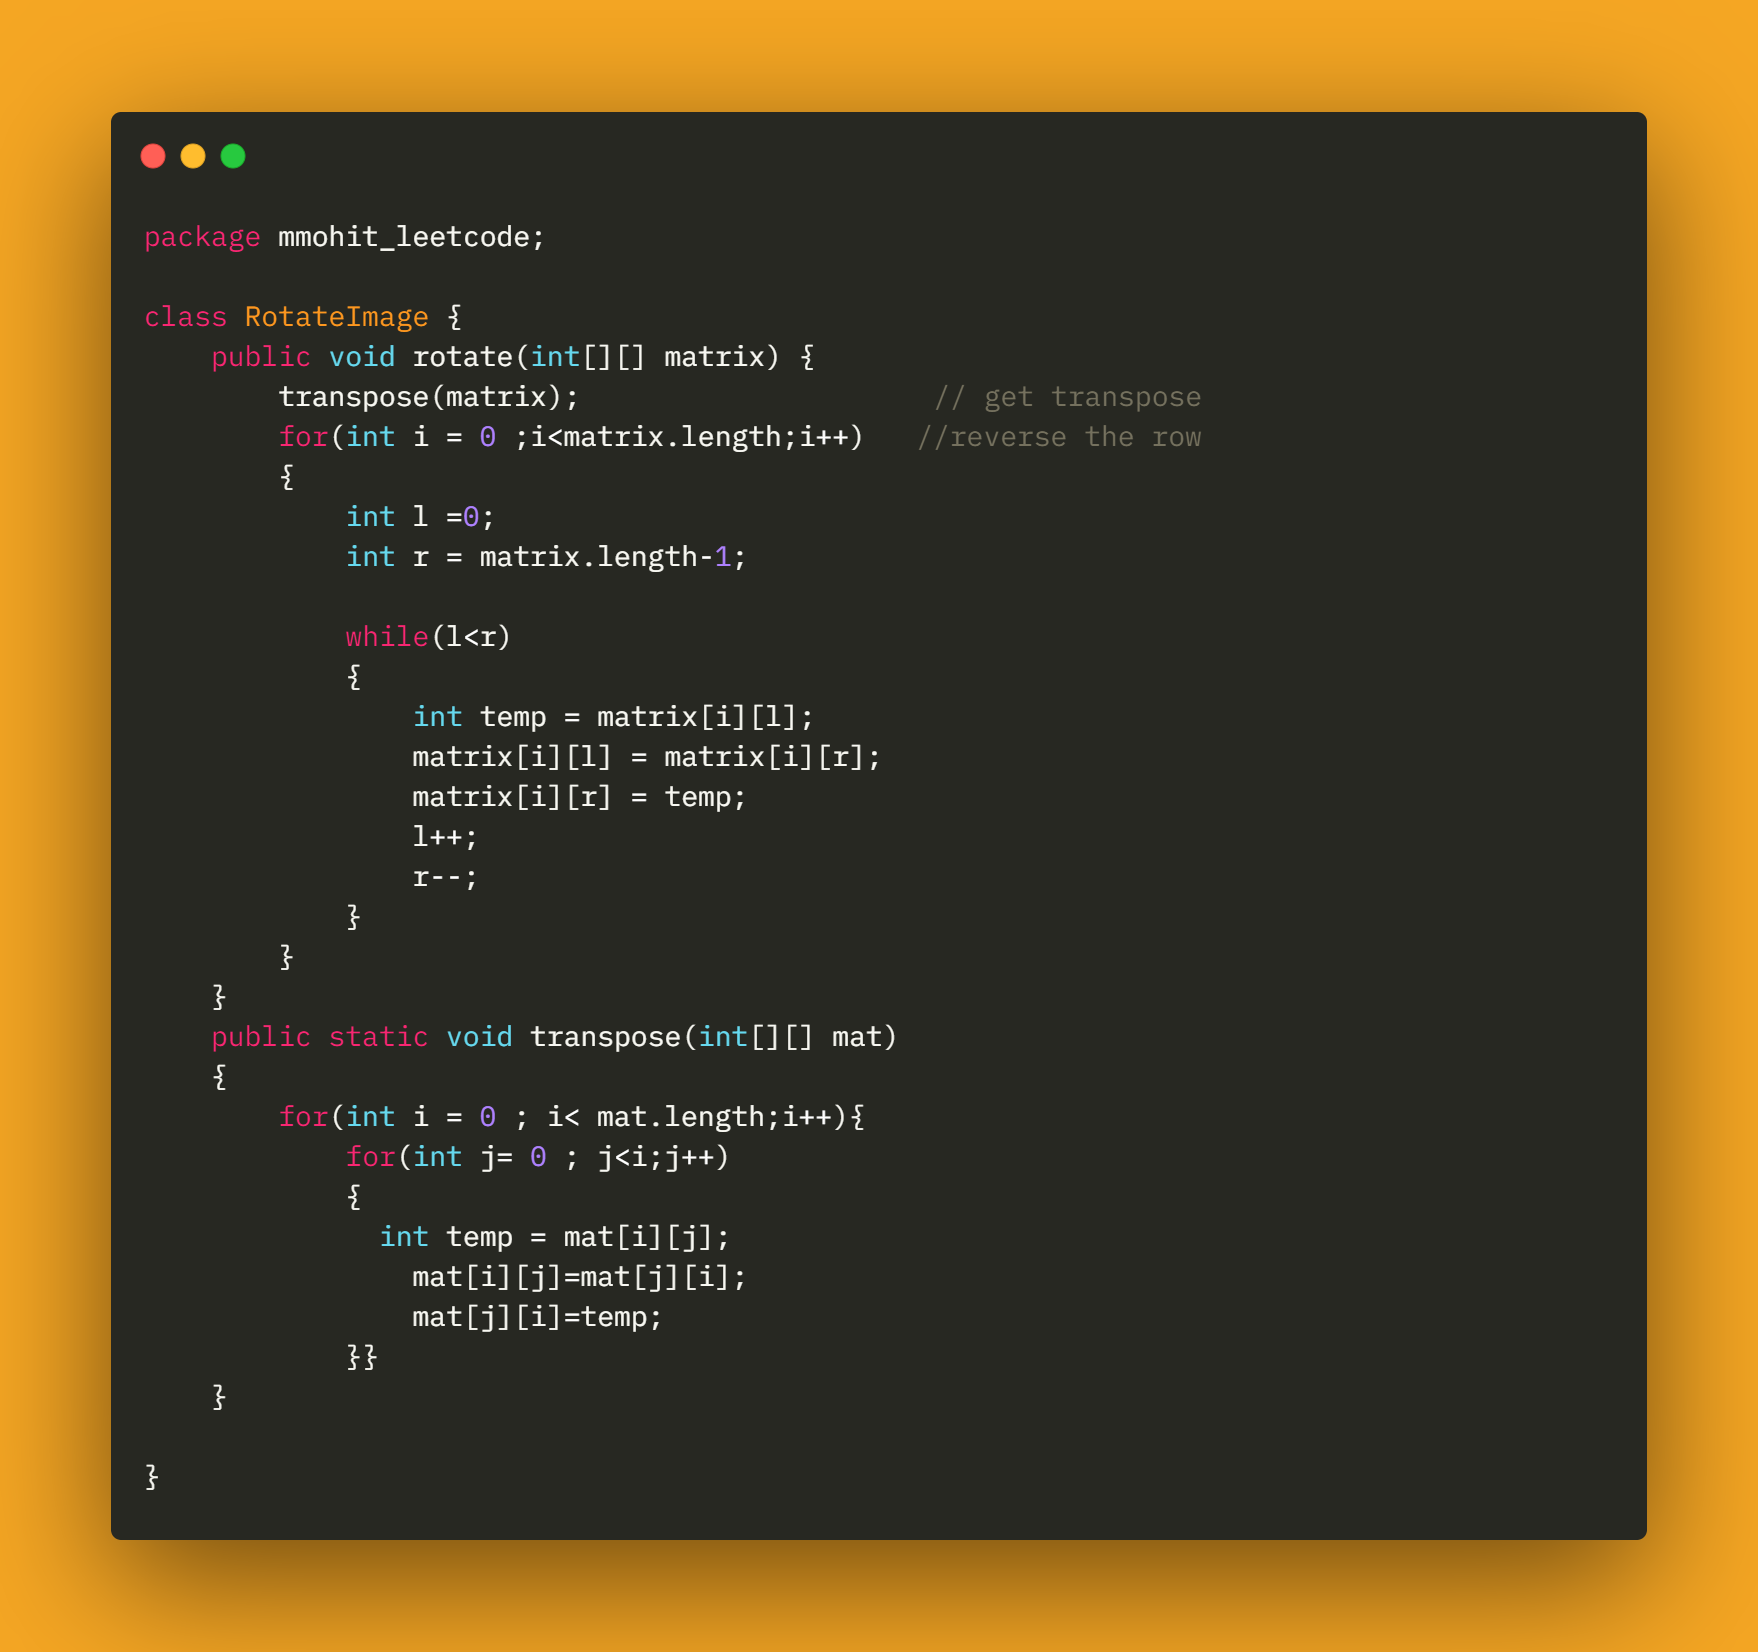 package mmohit_leetcode;
class RotateImage {
    public void rotate(int[][] matrix) {
        transpose(matrix);                     // get transpose
        for(int i = 0 ;i<matrix.length;i++)   //reverse the row
        {
            int l =0;
            int r = matrix.length-1;
            while(l<r)
            {
                int temp = matrix[i][l];
                matrix[i][l] = matrix[i][r];
                matrix[i][r] = temp;
                l++;
                r--;
            }
        }
    }
    public static void transpose(int[][] mat)
    {
        for(int i = 0 ; i< mat.length;i++){
            for(int j= 0 ; j<i;j++)
            {
              int temp = mat[i][j];
                mat[i][j]=mat[j][i];
                mat[j][i]=temp;
            }}
    }
}